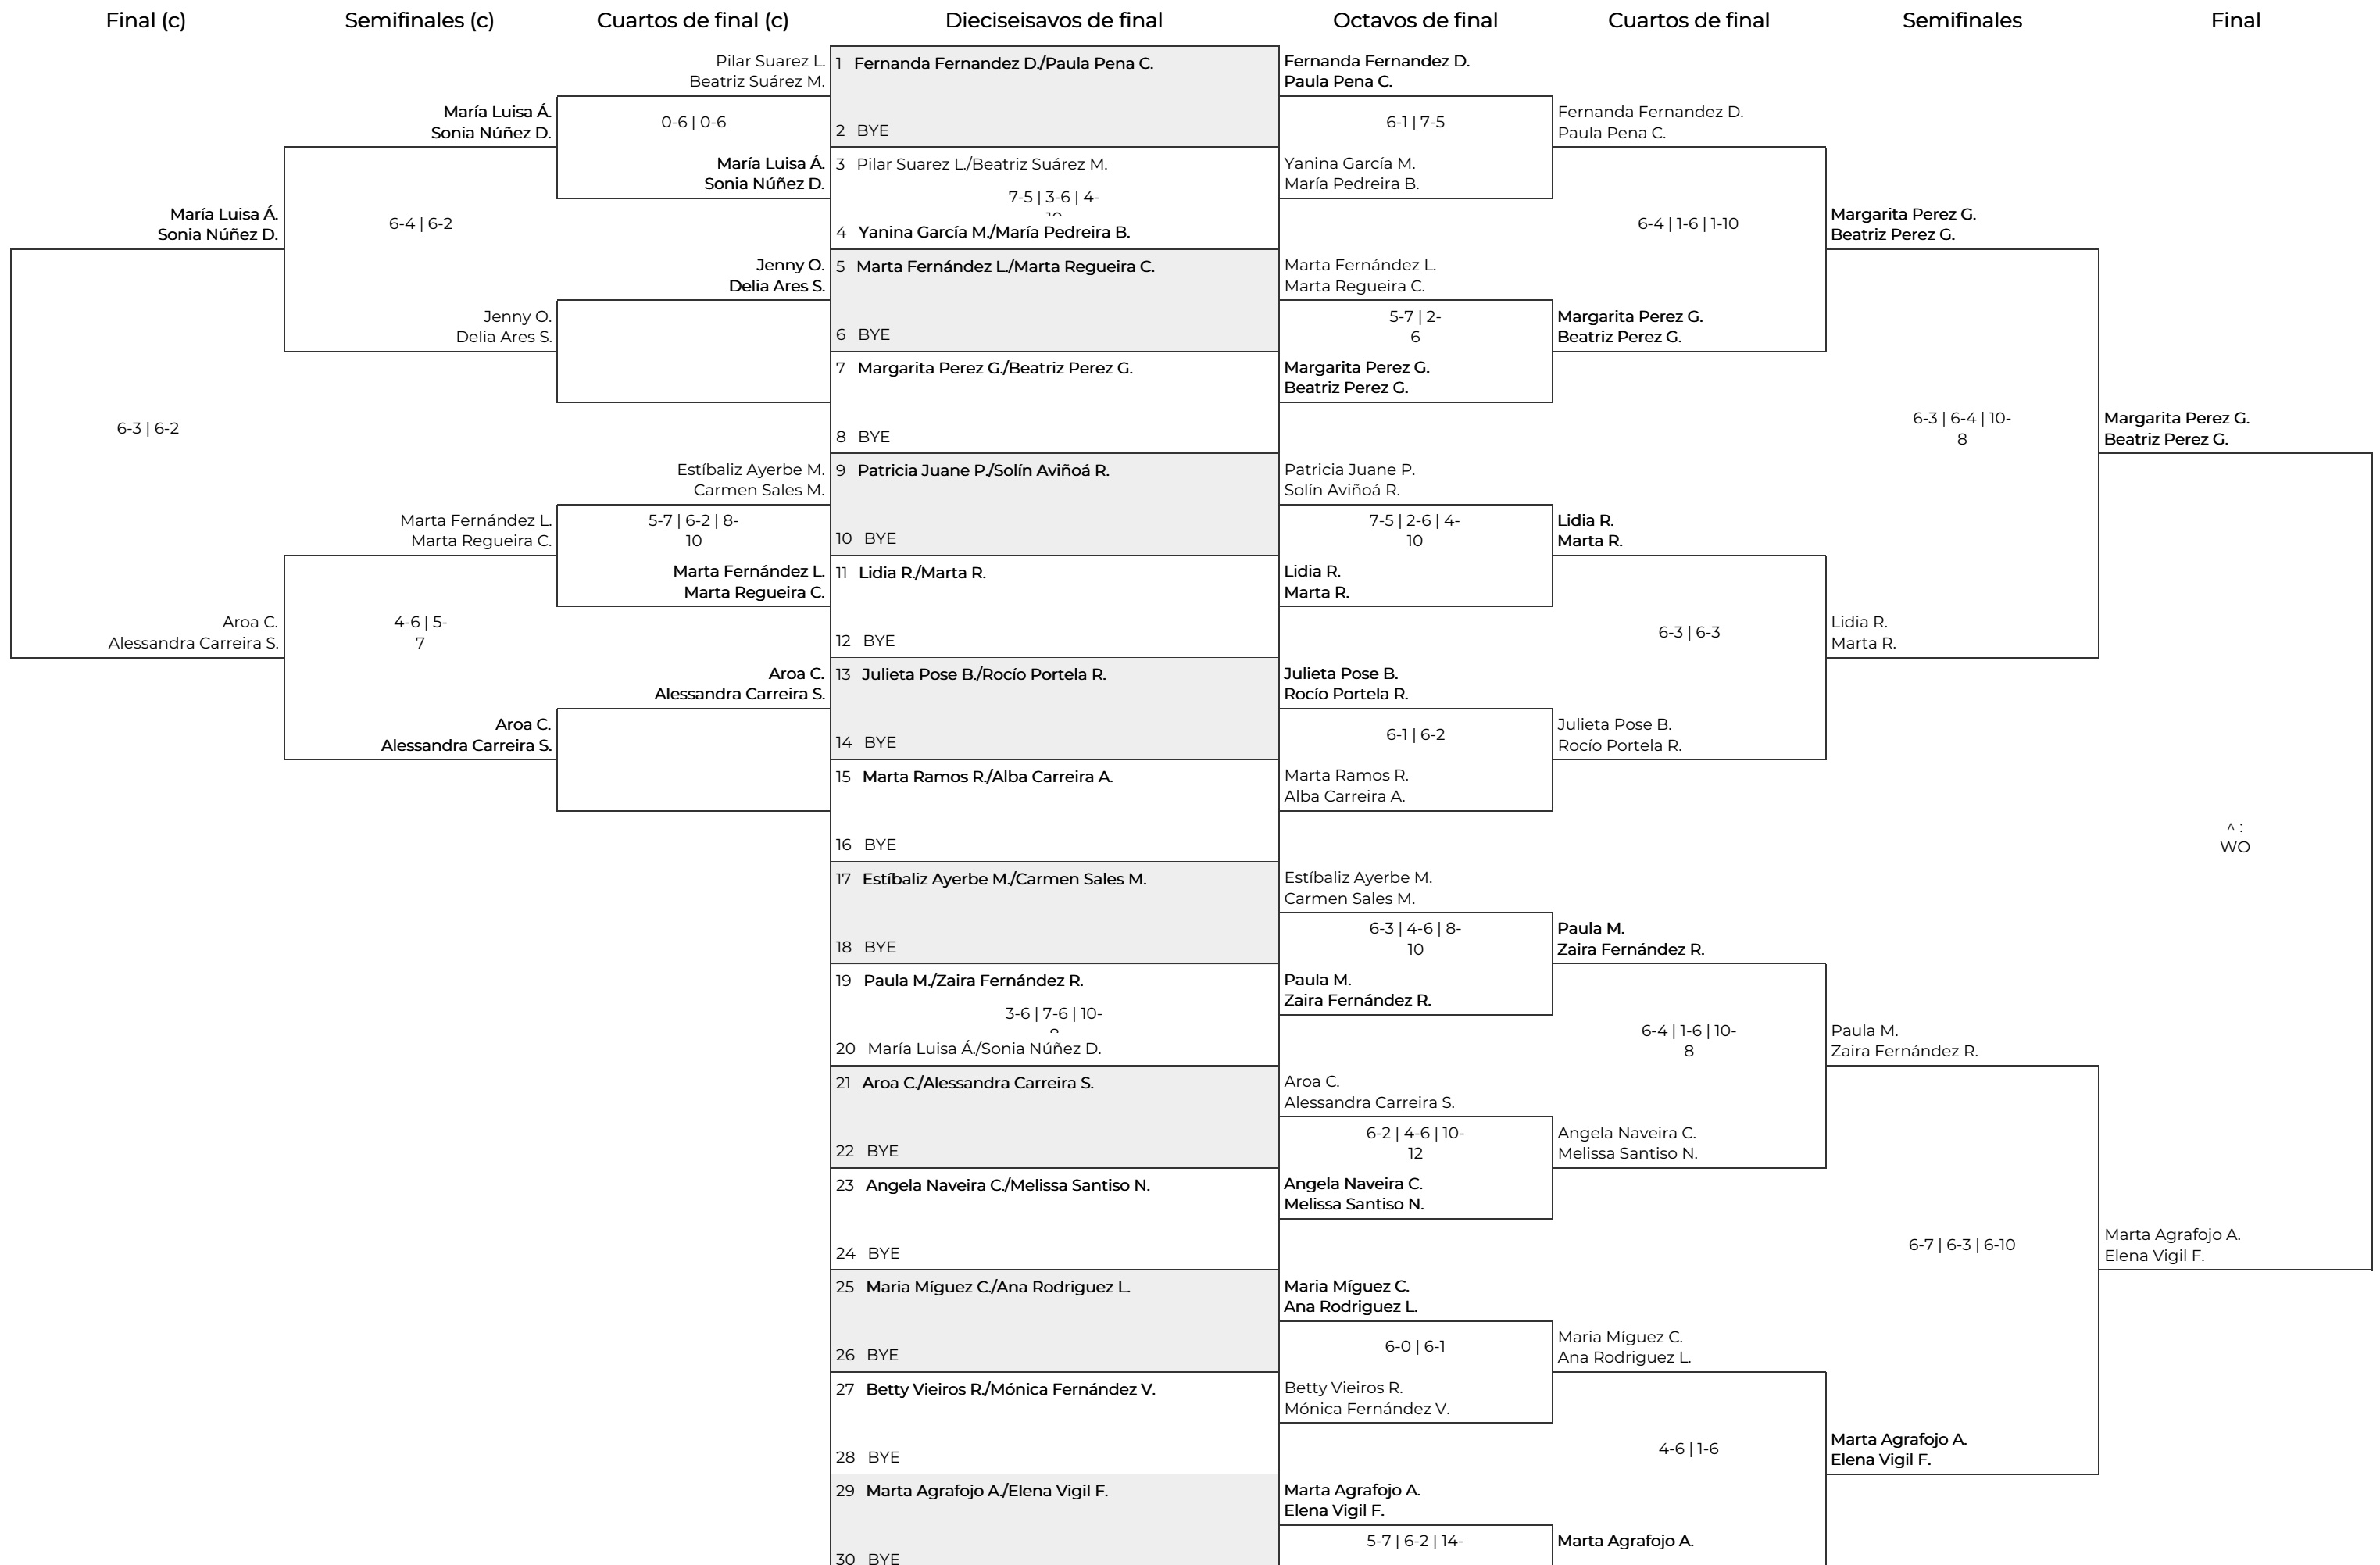 Final (c)
Semifinales (c)
Cuartos de final (c)
Dieciseisavos de final
Octavos de final
Cuartos de final
Semifinales
Final
María Luisa Á.
Sonia Núñez D.
6-3 | 6-2
Aroa C.
Alessandra Carreira S.
María Luisa Á.
Sonia Núñez D.
6-4 | 6-2
Jenny O.
Delia Ares S.
Marta Fernández L.
Marta Regueira C.
4-6 | 5-
7
Aroa C.
Alessandra Carreira S.
Pilar Suarez L.
Beatriz Suárez M.
0-6 | 0-6
María Luisa Á.
Sonia Núñez D.
Jenny O.
Delia Ares S.
Estíbaliz Ayerbe M.
Carmen Sales M.
5-7 | 6-2 | 8-
10
Marta Fernández L.
Marta Regueira C.
Aroa C.
Alessandra Carreira S.
1 Fernanda Fernandez D./Paula Pena C.
2 BYE
3 Pilar Suarez L./Beatriz Suárez M.
7-5 | 3-6 | 4-
4 Yanina García M./María Pedreira B.
5 Marta Fernández L./Marta Regueira C.
6 BYE
7 Margarita Perez G./Beatriz Perez G.
8 BYE
9 Patricia Juane P./Solín Aviñoá R.
10 BYE
11 Lidia R./Marta R.
12 BYE
13 Julieta Pose B./Rocío Portela R.
14 BYE
15 Marta Ramos R./Alba Carreira A.
16 BYE
17 Estíbaliz Ayerbe M./Carmen Sales M.
18 BYE
19 Paula M./Zaira Fernández R.
3-6 | 7-6 | 10-
20 María Luisa Á./Sonia Núñez D.
21 Aroa C./Alessandra Carreira S.
22 BYE
23 Angela Naveira C./Melissa Santiso N.
24 BYE
25 Maria Míguez C./Ana Rodriguez L.
26 BYE
27 Betty Vieiros R./Mónica Fernández V.
28 BYE
29 Marta Agrafojo A./Elena Vigil F.
30 BYE
Fernanda Fernandez D.
Paula Pena C.
6-1 | 7-5
Yanina García M.
María Pedreira B.
Marta Fernández L.
Marta Regueira C.
5-7 | 2-
6
Margarita Perez G.
Beatriz Perez G.
Patricia Juane P.
Solín Aviñoá R.
7-5 | 2-6 | 4-
10
Lidia R.
Marta R.
Julieta Pose B.
Rocío Portela R.
6-1 | 6-2
Marta Ramos R.
Alba Carreira A.
Estíbaliz Ayerbe M.
Carmen Sales M.
6-3 | 4-6 | 8-
10
Paula M.
Zaira Fernández R.
Aroa C.
Alessandra Carreira S.
6-2 | 4-6 | 10-
12
Angela Naveira C.
Melissa Santiso N.
Maria Míguez C.
Ana Rodriguez L.
6-0 | 6-1
Betty Vieiros R.
Mónica Fernández V.
Marta Agrafojo A.
Elena Vigil F.
5-7 | 6-2 | 14-
Fernanda Fernandez D.
Paula Pena C.
6-4 | 1-6 | 1-10
Margarita Perez G.
Beatriz Perez G.
Lidia R.
Marta R.
6-3 | 6-3
Julieta Pose B.
Rocío Portela R.
Paula M.
Zaira Fernández R.
6-4 | 1-6 | 10-
8
Angela Naveira C.
Melissa Santiso N.
Maria Míguez C.
Ana Rodriguez L.
4-6 | 1-6
Marta Agrafojo A.
Margarita Perez G.
Beatriz Perez G.
6-3 | 6-4 | 10-
8
Lidia R.
Marta R.
Paula M.
Zaira Fernández R.
6-7 | 6-3 | 6-10
Marta Agrafojo A.
Elena Vigil F.
Margarita Perez G.
Beatriz Perez G.
^ :
WO
Marta Agrafojo A.
Elena Vigil F.